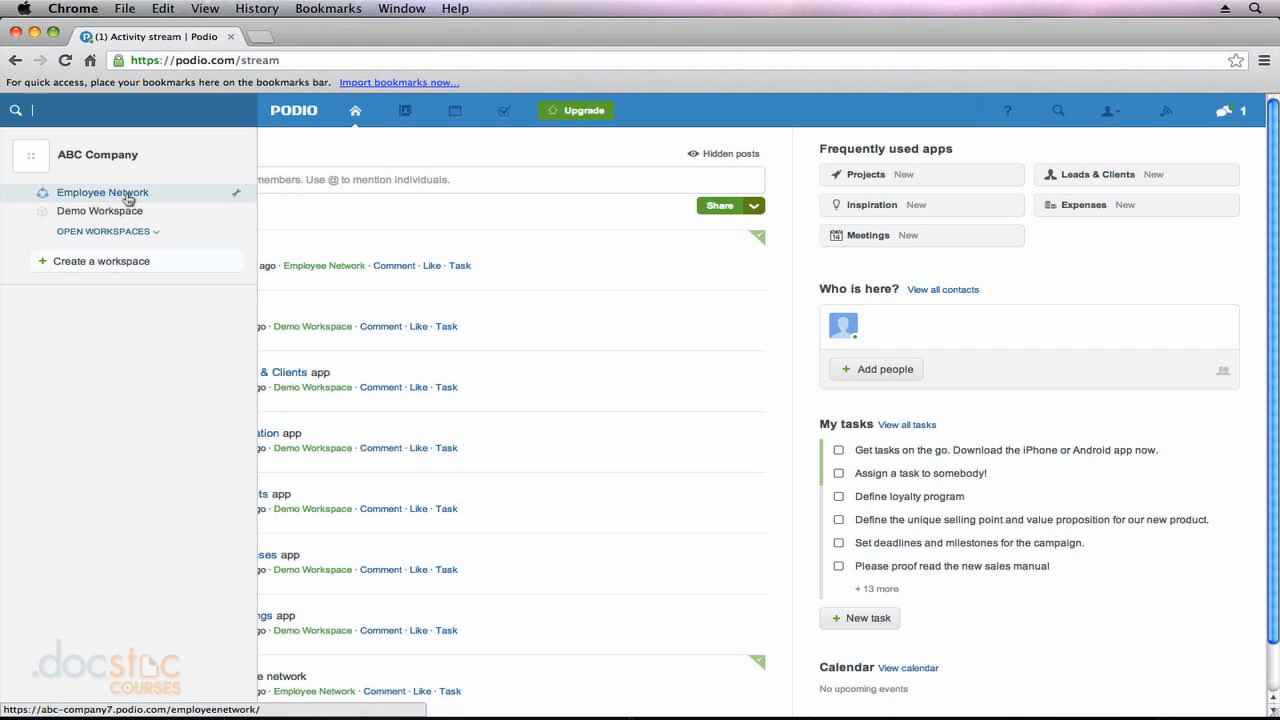 Chrome File Edit View History Bookmarks Window Help
(1) Activity stream | Podio
https://podio.com/stream
For quick access, place your bookmarks here on the bookmarks bar. Import bookmarks now...
PODIO Upgrade ? 1
ABC Company
Employee Network
Demo Workspace
OPEN WORKSPACES
+ Create a workspace
Hidden posts
members. Use @ to mention individuals.
Share
ago · Employee Network · Comment · Like · Task
go · Demo Workspace · Comment · Like · Task
& Clients app
go · Demo Workspace · Comment · Like · Task
ation app
go · Demo Workspace · Comment · Like · Task
ts app
go · Demo Workspace · Comment · Like · Task
ses app
go · Demo Workspace · Comment · Like · Task
ngs app
go · Demo Workspace · Comment · Like · Task
e network
go · Employee Network · Comment · Like · Task
Frequently used apps
Projects New
Leads & Clients New
Inspiration New
Expenses New
14 Meetings New
Who is here? View all contacts
+ Add people
My tasks View all tasks
Get tasks on the go. Download the iPhone or Android app now.
Assign a task to somebody!
Define loyalty program
Define the unique selling point and value proposition for our new product.
Set deadlines and milestones for the campaign.
Please proof read the new sales manual
+ 13 more
+ New task
Calendar View calendar
No upcoming events
.docstoc
COURSES
https://abc-company7.podio.com/employeenetwork/